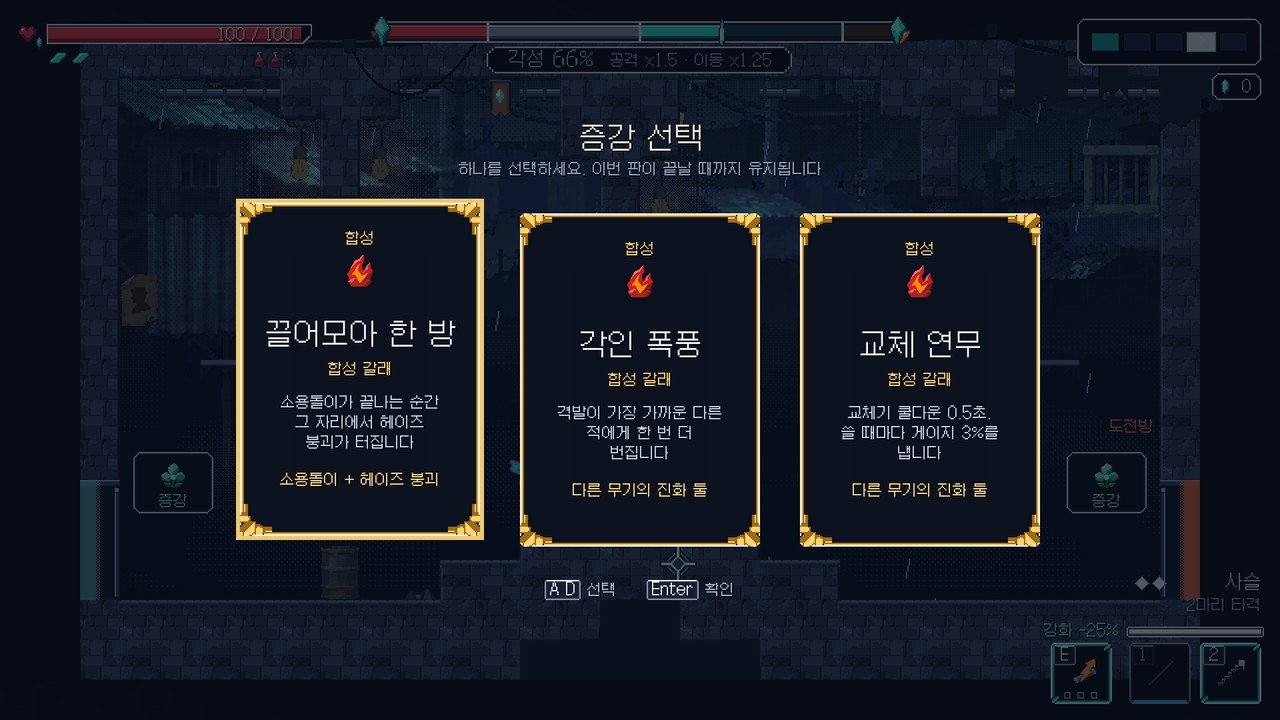 100 / 100
각성 66% 공격 x1.5 · 이동 x1.25
0
증강 선택
하나를 선택하세요. 이번 판이 끝날 때까지 유지됩니다
합성
끌어모아 한 방
합성 갈래
소용돌이가 끝나는 순간
그 자리에서 헤이즈
붕괴가 터집니다
소용돌이 + 헤이즈 붕괴
합성
각인 폭풍
합성 갈래
격발이 가장 가까운 다른
적에게 한 번 더
번집니다
다른 무기의 진화 둘
합성
교체 연무
합성 갈래
교체기 쿨다운 0.5초.
쓸 때마다 게이지 3%를
냅니다
다른 무기의 진화 둘
증강
도전방
증강
A D 선택 Enter 확인
사슬
2마리 타격
강화 -25%
E
1
2